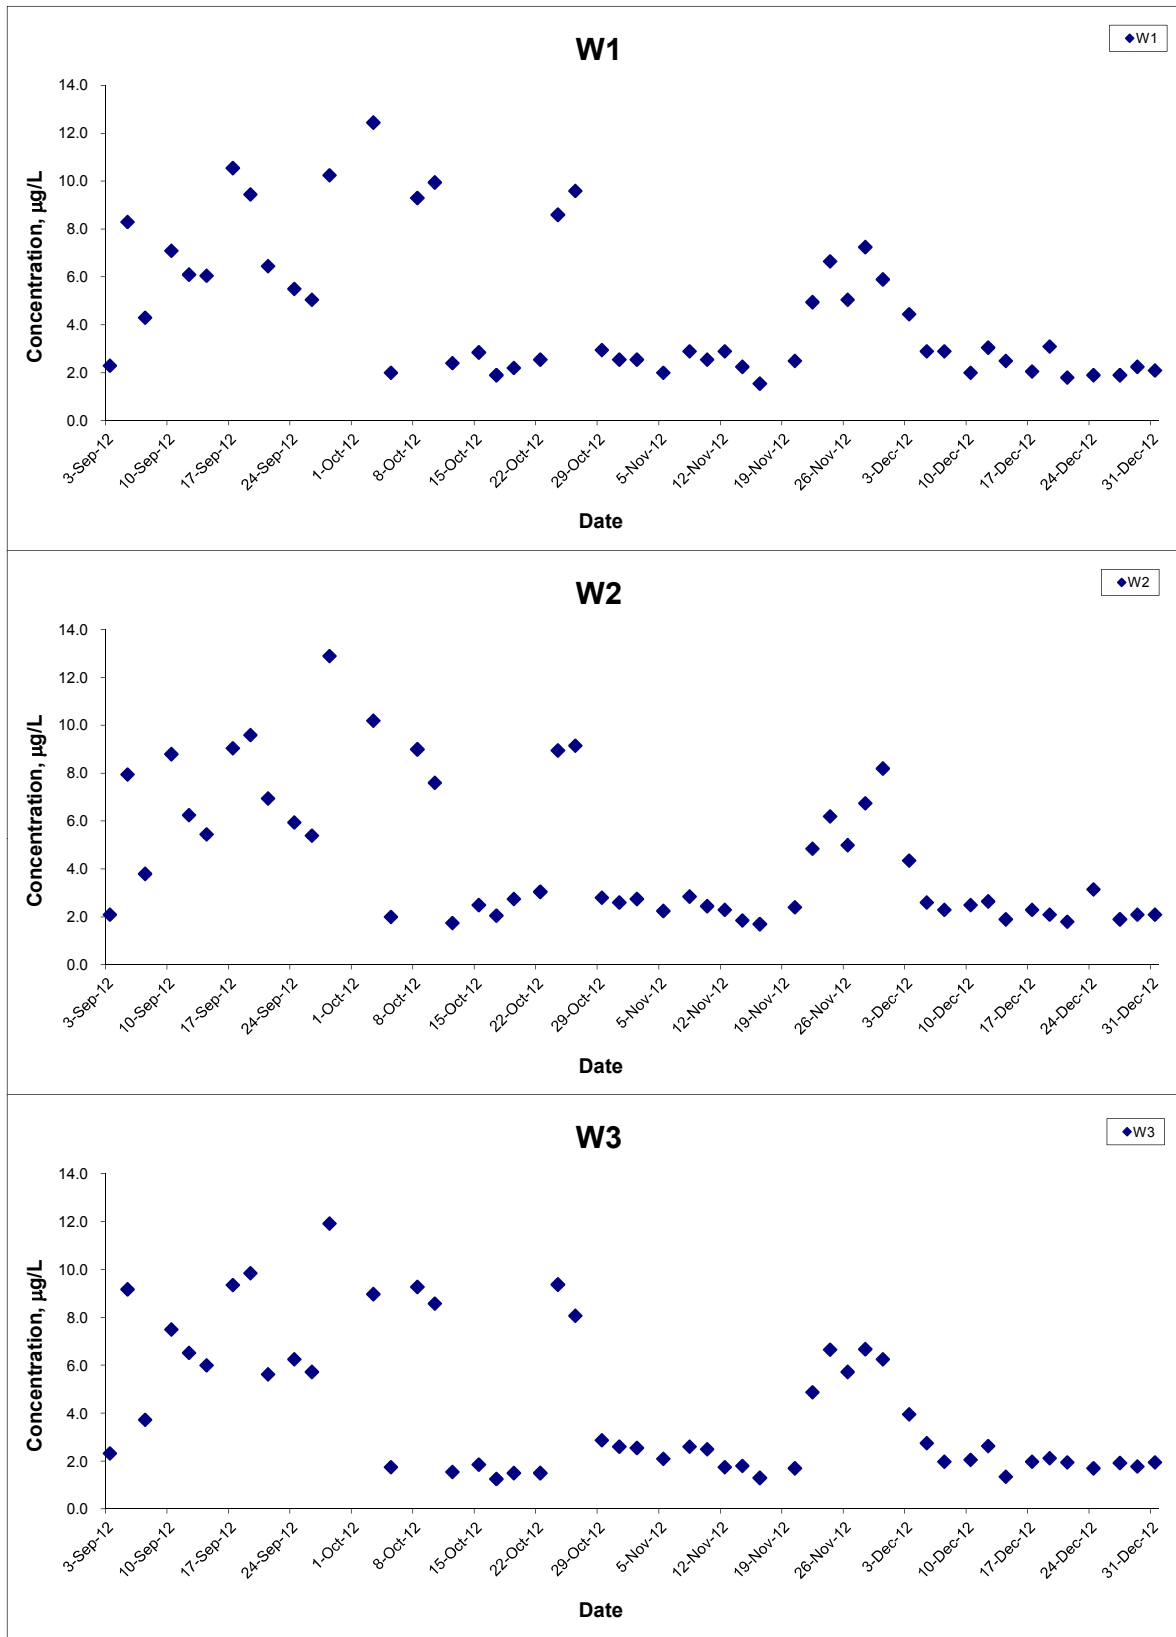 W1
W1
14.0
12.0
10.0
8.0
6.0
4.0
2.0
0.0
Concentration, µg/L
3-Sep-12
10-Sep-12
17-Sep-12
24-Sep-12
1-Oct-12
8-Oct-12
15-Oct-12
22-Oct-12
29-Oct-12
5-Nov-12
12-Nov-12
19-Nov-12
26-Nov-12
3-Dec-12
10-Dec-12
17-Dec-12
24-Dec-12
31-Dec-12
Date
W2
W2
14.0
12.0
10.0
8.0
6.0
4.0
2.0
0.0
Concentration, µg/L
3-Sep-12
10-Sep-12
17-Sep-12
24-Sep-12
1-Oct-12
8-Oct-12
15-Oct-12
22-Oct-12
29-Oct-12
5-Nov-12
12-Nov-12
19-Nov-12
26-Nov-12
3-Dec-12
10-Dec-12
17-Dec-12
24-Dec-12
31-Dec-12
Date
W3
W3
14.0
12.0
10.0
8.0
6.0
4.0
2.0
0.0
Concentration, µg/L
3-Sep-12
10-Sep-12
17-Sep-12
24-Sep-12
1-Oct-12
8-Oct-12
15-Oct-12
22-Oct-12
29-Oct-12
5-Nov-12
12-Nov-12
19-Nov-12
26-Nov-12
3-Dec-12
10-Dec-12
17-Dec-12
24-Dec-12
31-Dec-12
Date